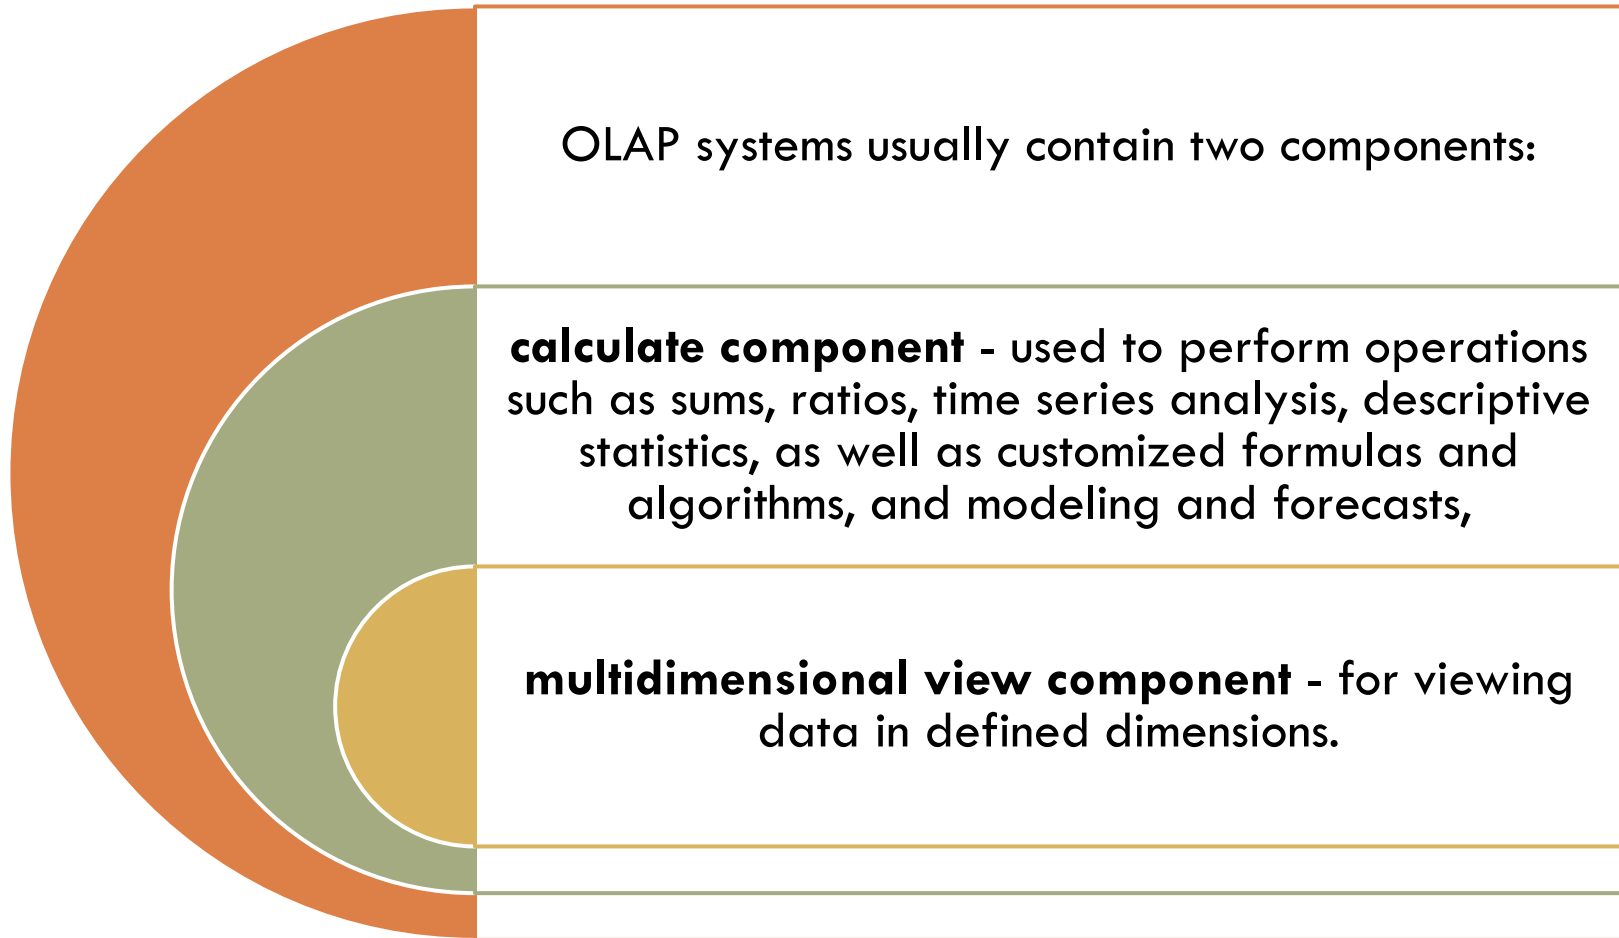 OLAP systems usually contain two components:
calculate component - used to perform operations
such as sums, ratios, time series analysis, descriptive
statistics, as well as customized formulas and
algorithms, and modeling and forecasts,
multidimensional view component - for viewing
data in defined dimensions.